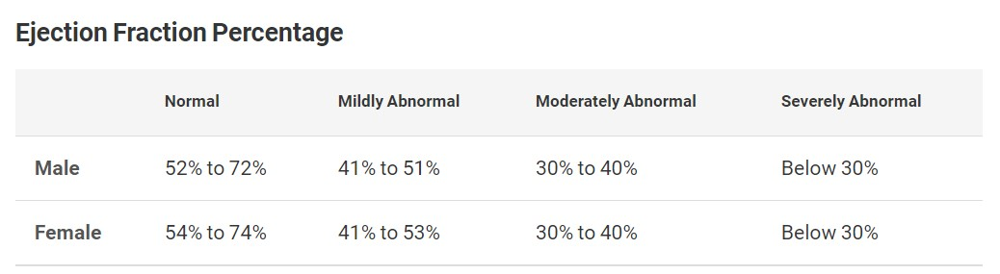 Ejection Fraction Percentage
Normal Mildly Abnormal Moderately Abnormal Severely Abnormal
Male 52% to 72% 41% to 51% 30% to 40% Below 30%
Female 54% to 74% 41% to 53% 30% to 40% Below 30%